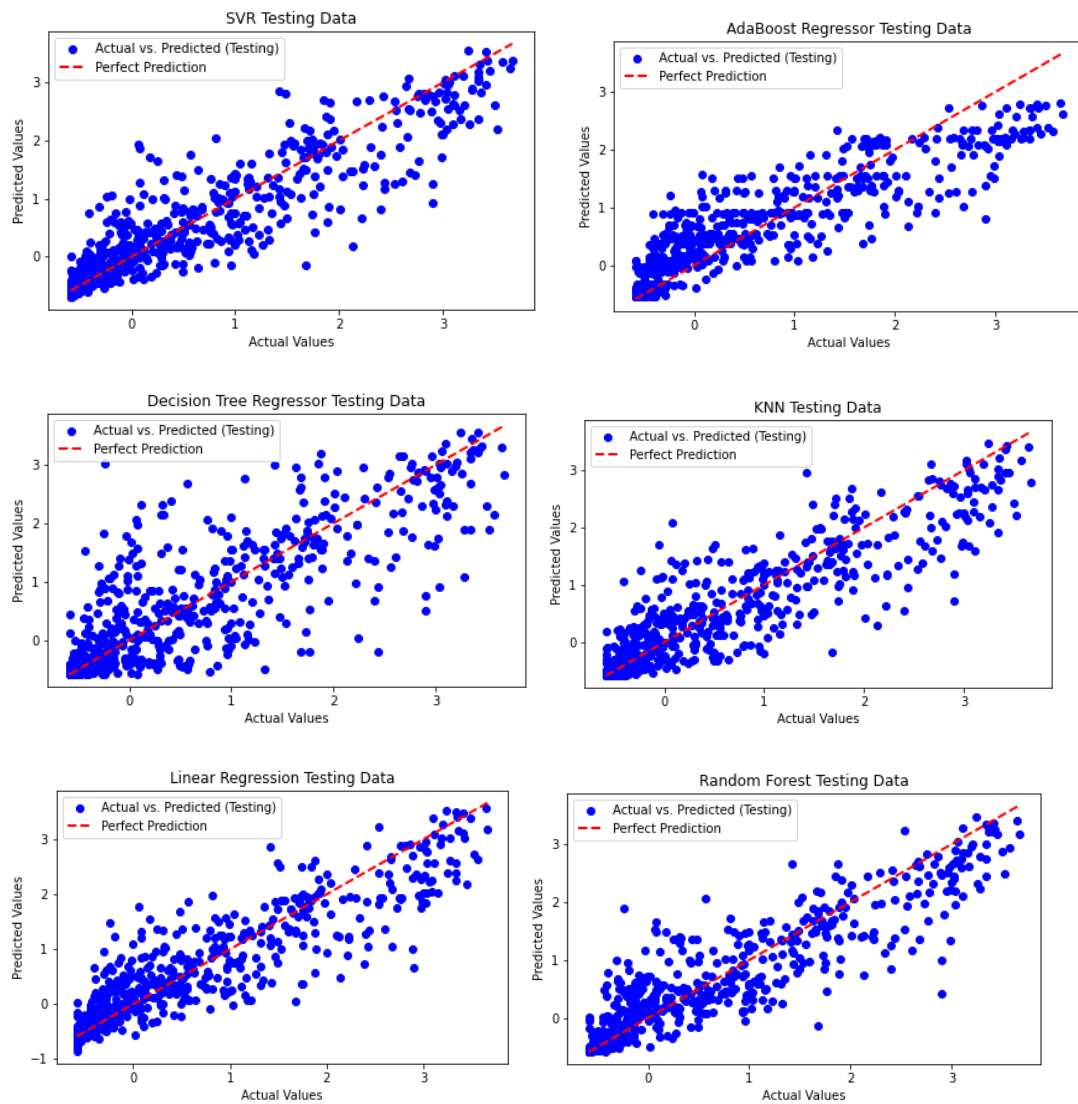 SVR Testing Data
Actual vs. Predicted (Testing)
Perfect Prediction
3
2
1
0
Predicted Values
0 1 2 3
Actual Values
AdaBoost Regressor Testing Data
Actual vs. Predicted (Testing)
Perfect Prediction
3
2
1
0
Predicted Values
0 1 2 3
Actual Values
Decision Tree Regressor Testing Data
Actual vs. Predicted (Testing)
Perfect Prediction
3
2
1
0
Predicted Values
0 1 2 3
Actual Values
KNN Testing Data
Actual vs. Predicted (Testing)
Perfect Prediction
3
2
1
0
Predicted Values
0 1 2 3
Actual Values
Linear Regression Testing Data
Actual vs. Predicted (Testing)
Perfect Prediction
3
2
1
0
−1
Predicted Values
0 1 2 3
Actual Values
Random Forest Testing Data
Actual vs. Predicted (Testing)
Perfect Prediction
3
2
1
0
Predicted Values
0 1 2 3
Actual Values